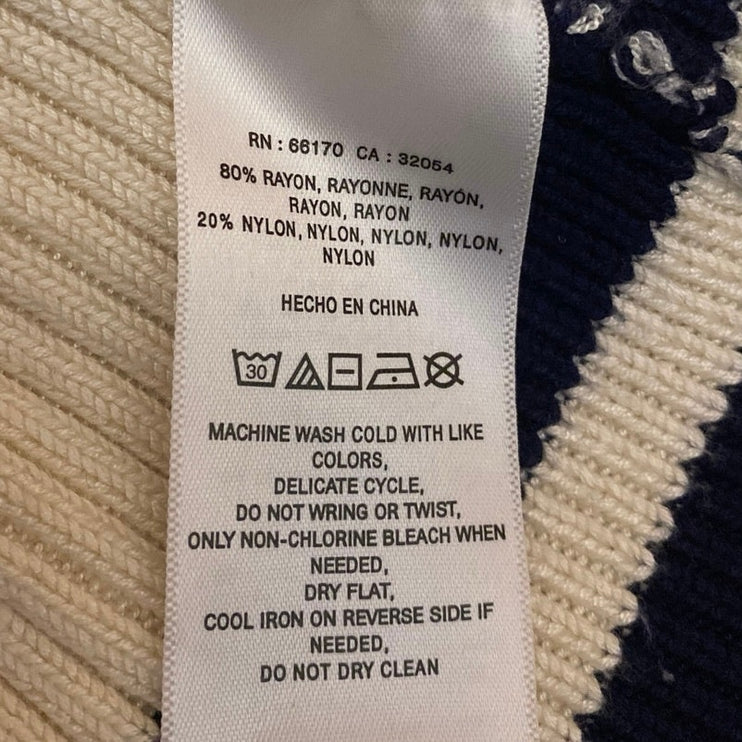 RN : 66170 CA : 32054
80% RAYON, RAYONNE, RAYÓN,
RAYON, RAYON
20% NYLON, NYLON, NYLON, NYLON,
NYLON
HECHO EN CHINA
30
MACHINE WASH COLD WITH LIKE
COLORS,
DELICATE CYCLE,
DO NOT WRING OR TWIST,
ONLY NON-CHLORINE BLEACH WHEN
NEEDED,
DRY FLAT,
COOL IRON ON REVERSE SIDE IF
NEEDED,
DO NOT DRY CLEAN